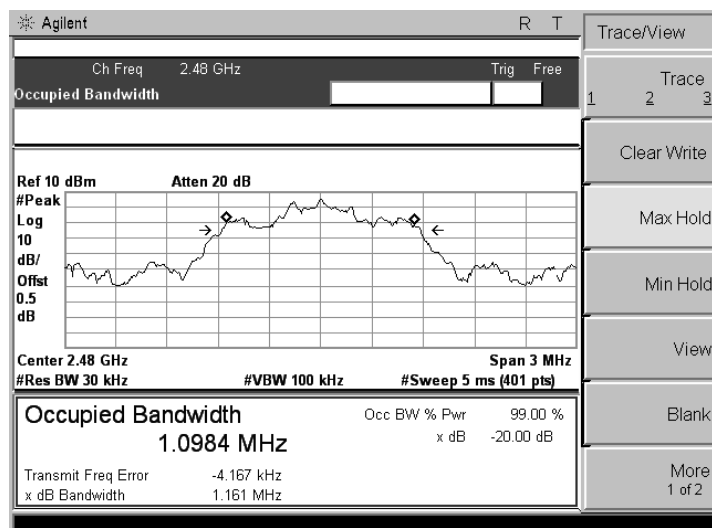 Agilent R T
Ch Freq 2.48 GHz Trig Free
Occupied Bandwidth
Ref 10 dBm Atten 20 dB
#Peak
Log
10
dB/
Offst
0.5
dB
Center 2.48 GHz Span 3 MHz
#Res BW 30 kHz #VBW 100 kHz #Sweep 5 ms (401 pts)
Occupied Bandwidth Occ BW % Pwr 99.00 %
1.0984 MHz x dB -20.00 dB
Transmit Freq Error -4.167 kHz
x dB Bandwidth 1.161 MHz
Trace/View
Trace
1 2 3
Clear Write
Max Hold
Min Hold
View
Blank
More
1 of 2